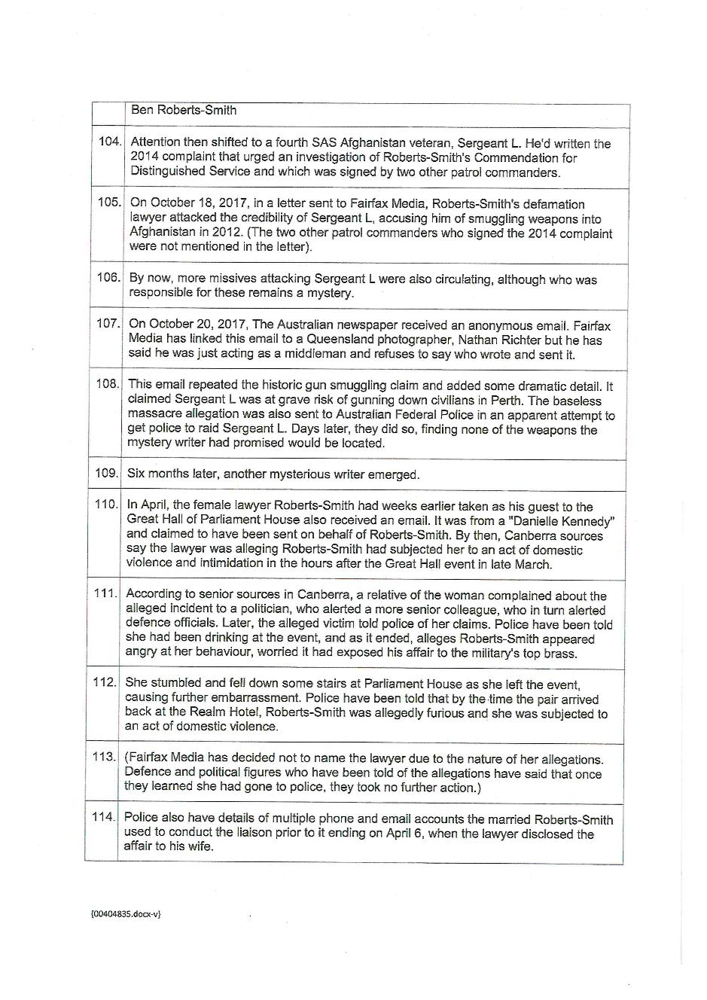 Ben Roberts-Smith
104. Attention then shifted to a fourth SAS Afghanistan veteran, Sergeant L. He'd written the
2014 complaint that urged an investigation of Roberts-Smith's Commendation for
Distinguished Service and which was signed by two other patrol commanders.
105. On October 18, 2017, in a letter sent to Fairfax Media, Roberts-Smith's defamation
lawyer attacked the credibility of Sergeant L, accusing him of smuggling weapons into
Afghanistan in 2012. (The two other patrol commanders who signed the 2014 complaint
were not mentioned in the letter).
106. By now, more missives attacking Sergeant L were also circulating, although who was
responsible for these remains a mystery.
107. On October 20, 2017, The Australian newspaper received an anonymous email. Fairfax
Media has linked this email to a Queensland photographer, Nathan Richter but he has
said he was just acting as a middleman and refuses to say who wrote and sent it.
108. This email repeated the historic gun smuggling claim and added some dramatic detail. It
claimed Sergeant L was at grave risk of gunning down civilians in Perth. The baseless
massacre allegation was also sent to Australian Federal Police in an apparent attempt to
get police to raid Sergeant L. Days later, they did so, finding none of the weapons the
mystery writer had promised would be located.
109. Six months later, another mysterious writer emerged.
110. In April, the female lawyer Roberts-Smith had weeks earlier taken as his guest to the
Great Hall of Parliament House also received an email. It was from a "Danielle Kennedy"
and claimed to have been sent on behalf of Roberts-Smith. By then, Canberra sources
say the lawyer was alleging Roberts-Smith had subjected her to an act of domestic
violence and intimidation in the hours after the Great Hall event in late March.
111. According to senior sources in Canberra, a relative of the woman complained about the
alleged incident to a politician, who alerted a more senior colleague, who in turn alerted
defence officials. Later, the alleged victim told police of her claims. Police have been told
she had been drinking at the event, and as it ended, alleges Roberts-Smith appeared
angry at her behaviour, worried it had exposed his affair to the military's top brass.
112. She stumbled and fell down some stairs at Parliament House as she left the event,
causing further embarrassment. Police have been told that by the time the pair arrived
back at the Realm Hotel, Roberts-Smith was allegedly furious and she was subjected to
an act of domestic violence.
113. (Fairfax Media has decided not to name the lawyer due to the nature of her allegations.
Defence and political figures who have been told of the allegations have said that once
they learned she had gone to police, they took no further action.)
114. Police also have details of multiple phone and email accounts the married Roberts-Smith
used to conduct the liaison prior to it ending on April 6, when the lawyer disclosed the
affair to his wife.
{00404835.docx-v}